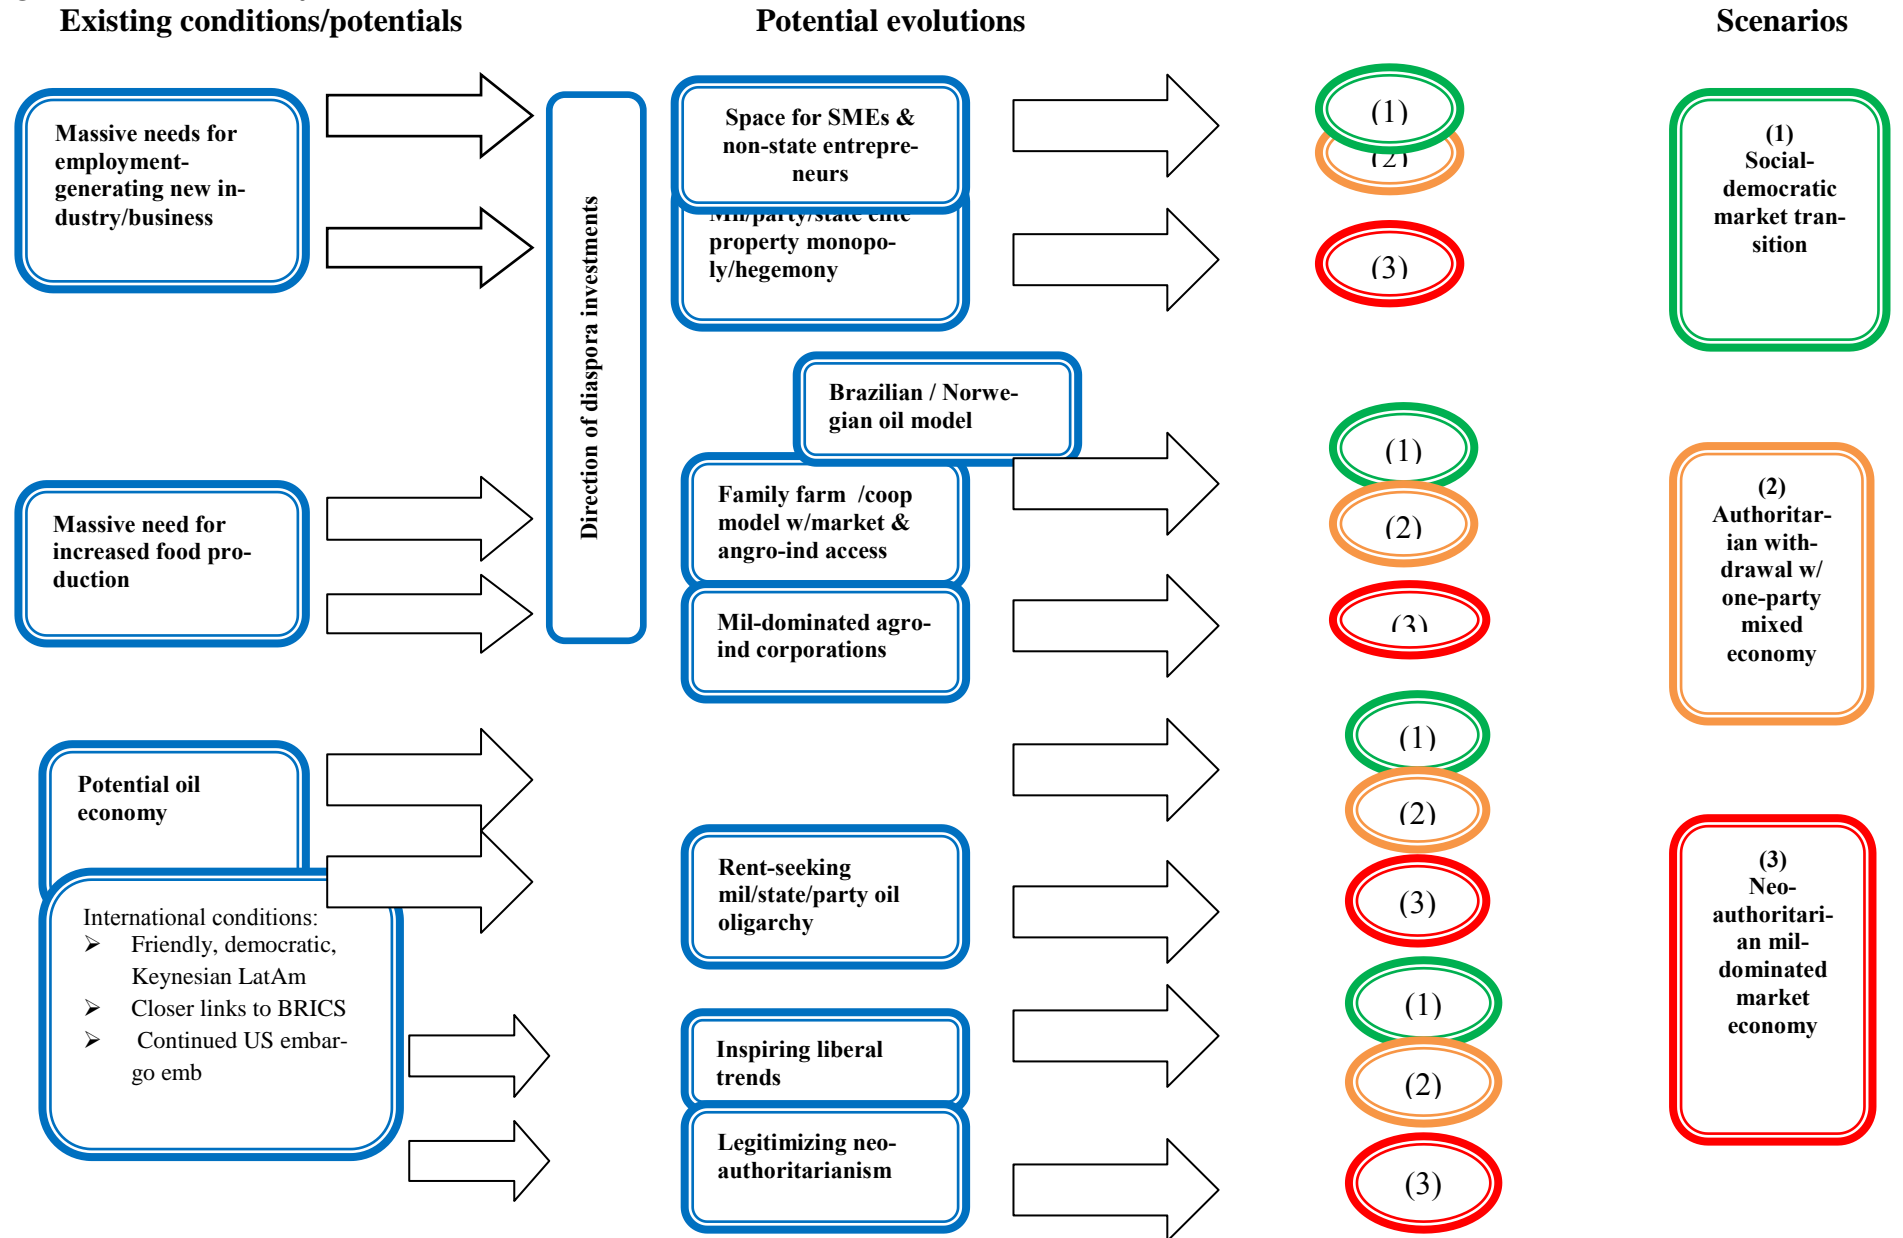 Existing conditions/potentials
Potential evolutions
Scenarios
Massive needs for
employment-
generating new in-
dustry/business
Direction of diaspora investments
Space for SMEs &
non-state entrepre-
neurs
Mil/party/state elite
property monopo-
ly/hegemony
(1)
(2)
(3)
(1)
Social-
democratic
market tran-
sition
Brazilian / Norwe-
gian oil model
Massive need for
increased food pro-
duction
Family farm /coop
model w/market &
angro-ind access
Mil-dominated agro-
ind corporations
(1)
(2)
(3)
(2)
Authoritar-
ian with-
drawal w/
one-party
mixed
economy
Potential oil
economy
Rent-seeking
mil/state/party oil
oligarchy
(1)
(2)
(3)
(3)
Neo-
authoritari-
an mil-
dominated
market
economy
International conditions:
➢ Friendly, democratic,
Keynesian LatAm
➢ Closer links to BRICS
➢ Continued US embar-
go emb
Inspiring liberal
trends
Legitimizing neo-
authoritarianism
(1)
(2)
(3)